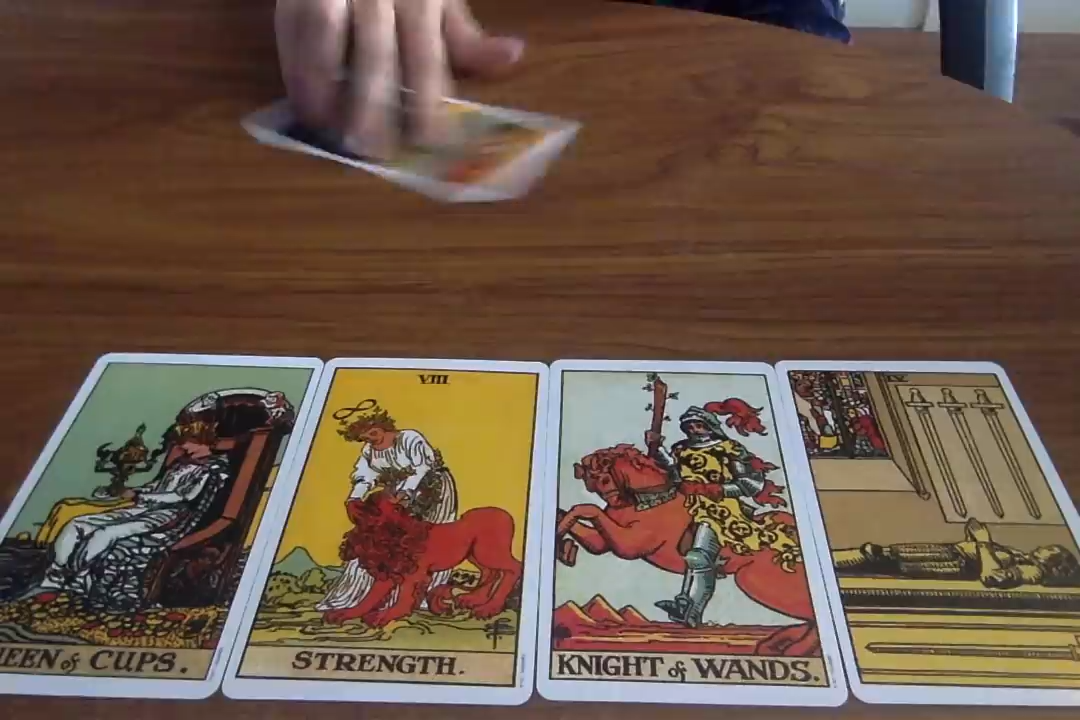 VIII
IV
EEN of CUPS.
STRENGTH.
KNIGHT of WANDS.